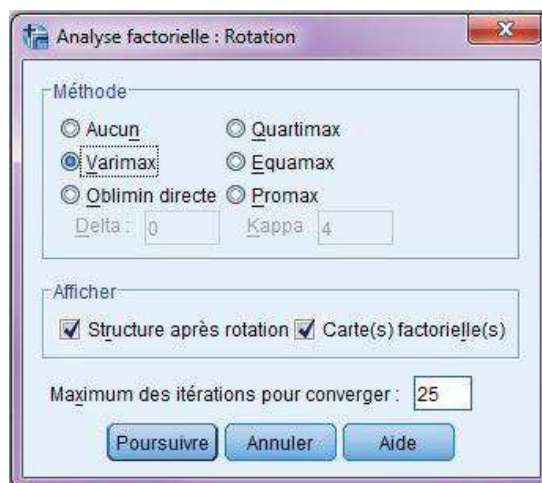 Analyse factorielle : Rotation
Méthode
Aucun Quartimax
Varimax Equamax
Oblimin directe Promax
Delta : 0 Kappa 4
Afficher
Structure après rotation Carte(s) factorielle(s)
Maximum des itérations pour converger : 25
Poursuivre Annuler Aide